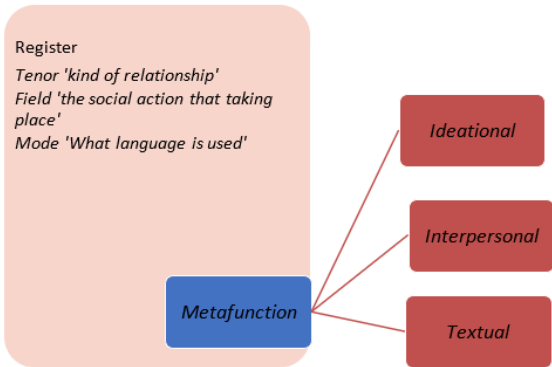 Register
Tenor 'kind of relationship'
Field 'the social action that taking
place'
Mode 'What language is used'
Ideational
Interpersonal
Metafunction
Textual